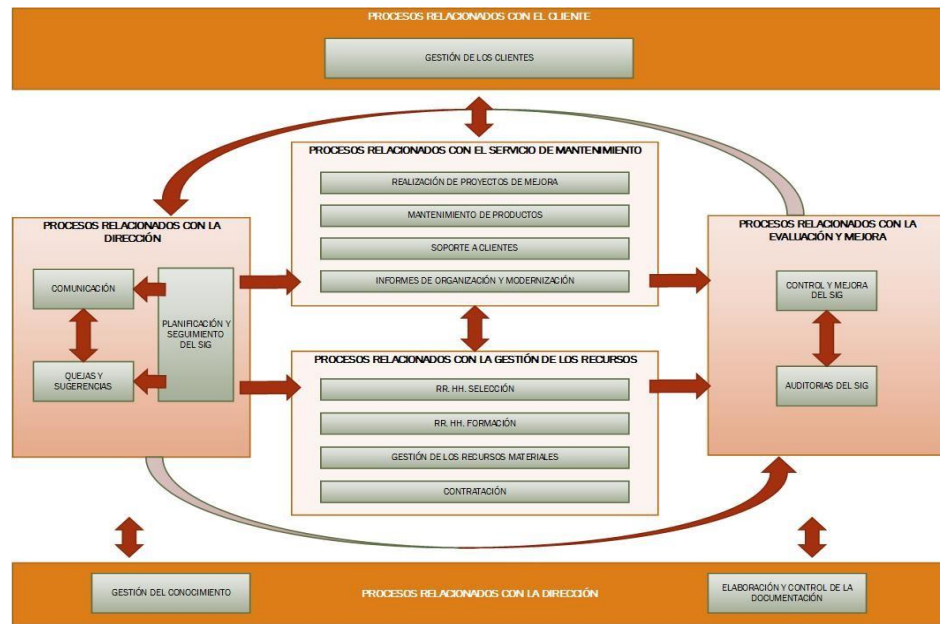 PROCESOS RELACIONADOS CON EL CLIENTE
GESTIÓN DE LOS CLIENTES
PROCESOS RELACIONADOS CON EL SERVICIO DE MANTENIMIENTO
REALIZACIÓN DE PROYECTOS DE MEJORA
MANTENIMIENTO DE PRODUCTOS
SOPORTE A CLIENTES
INFORMES DE ORGANIZACIÓN Y MODERNIZACIÓN
PROCESOS RELACIONADOS CON LA
DIRECCIÓN
COMUNICACIÓN
PLANIFICACIÓN Y
SEGUIMIENTO
DEL SIG
QUEJAS Y
SUGERENCIAS
PROCESOS RELACIONADOS CON LA
EVALUACIÓN Y MEJORA
CONTROL Y MEJORA
DEL SIG
AUDITORIAS DEL SIG
PROCESOS RELACIONADOS CON LA GESTIÓN DE LOS RECURSOS
RR. HH. SELECCIÓN
RR. HH. FORMACIÓN
GESTIÓN DE LOS RECURSOS MATERIALES
CONTRATACIÓN
GESTIÓN DEL CONOCIMIENTO
PROCESOS RELACIONADOS CON LA DIRECCIÓN
ELABORACIÓN Y CONTROL DE LA
DOCUMENTACIÓN